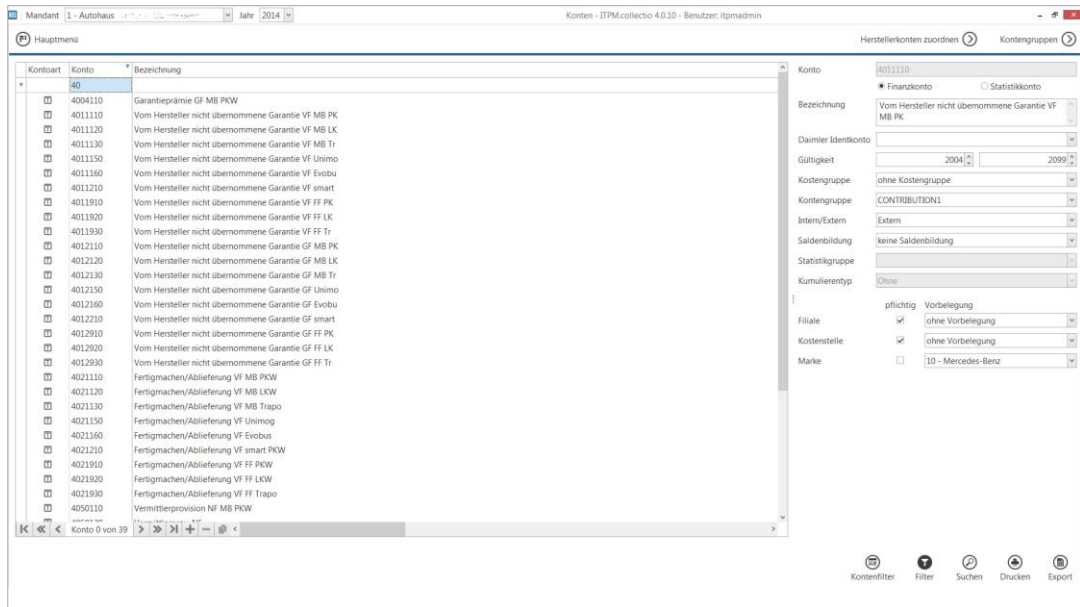 Mandant 1 - Autohaus Jahr 2014 Konten - ITPM.collectio 4.0.10 - Benutzer: itpmadmin
Hauptmenü Herstellerkonten zuordnen Kontengruppen
Kontoart Konto Bezeichnung
40
4004110 Garantieprämie GF MB PKW
4011110 Vom Hersteller nicht übernommene Garantie VF MB PK
4011120 Vom Hersteller nicht übernommene Garantie VF MB LK
4011130 Vom Hersteller nicht übernommene Garantie VF MB Tr
4011150 Vom Hersteller nicht übernommene Garantie VF Unimo
4011160 Vom Hersteller nicht übernommene Garantie VF Evobu
4011210 Vom Hersteller nicht übernommene Garantie VF smart
4011910 Vom Hersteller nicht übernommene Garantie VF FF PK
4011920 Vom Hersteller nicht übernommene Garantie VF FF LK
4011930 Vom Hersteller nicht übernommene Garantie VF FF Tr
4012110 Vom Hersteller nicht übernommene Garantie GF MB PK
4012120 Vom Hersteller nicht übernommene Garantie GF MB LK
4012130 Vom Hersteller nicht übernommene Garantie GF MB Tr
4012150 Vom Hersteller nicht übernommene Garantie GF Unimo
4012160 Vom Hersteller nicht übernommene Garantie GF Evobu
4012210 Vom Hersteller nicht übernommene Garantie GF smart
4012910 Vom Hersteller nicht übernommene Garantie GF FF PK
4012920 Vom Hersteller nicht übernommene Garantie GF FF LK
4012930 Vom Hersteller nicht übernommene Garantie GF FF Tr
4021110 Fertigmachen/Ablieferung VF MB PKW
4021120 Fertigmachen/Ablieferung VF MB LKW
4021130 Fertigmachen/Ablieferung VF MB Trapo
4021150 Fertigmachen/Ablieferung VF Unimog
4021160 Fertigmachen/Ablieferung VF Evobus
4021210 Fertigmachen/Ablieferung VF smart PKW
4021910 Fertigmachen/Ablieferung VF FF PKW
4021920 Fertigmachen/Ablieferung VF FF LKW
4021930 Fertigmachen/Ablieferung VF FF Trapo
4050110 Vermittlerprovision NF MB PKW
Konto 0 von 39
Konto 4011110
Finanzkonto Statistikkonto
Bezeichnung Vom Hersteller nicht übernommene Garantie VF
MB PK
Daimler Identkonto
Gültigkeit 2004 2099
Kostengruppe ohne Kostengruppe
Kontengruppe CONTRIBUTION1
Intern/Extern Extern
Saldenbildung keine Saldenbildung
Statistikgruppe
Kumulierentyp Ohne
pflichtig Vorbelegung
Filiale ohne Vorbelegung
Kostenstelle ohne Vorbelegung
Marke 10 - Mercedes-Benz
Kontenfilter Filter Suchen Drucken Export